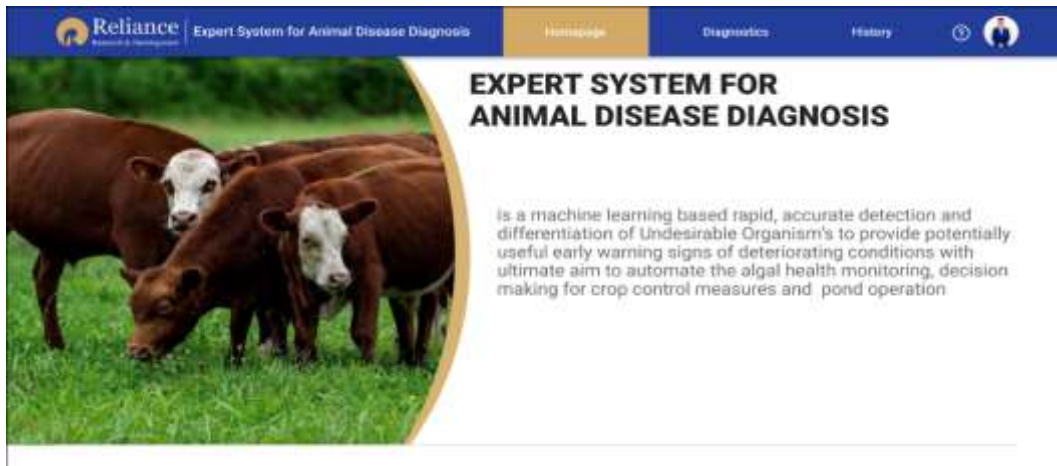 Reliance
Research & Development
Expert System for Animal Disease Diagnosis
Homepage
Diagnostics
History
EXPERT SYSTEM FOR
ANIMAL DISEASE DIAGNOSIS
is a machine learning based rapid, accurate detection and
differentiation of Undesirable Organism's to provide potentially
useful early warning signs of deteriorating conditions with
ultimate aim to automate the algal health monitoring, decision
making for crop control measures and pond operation